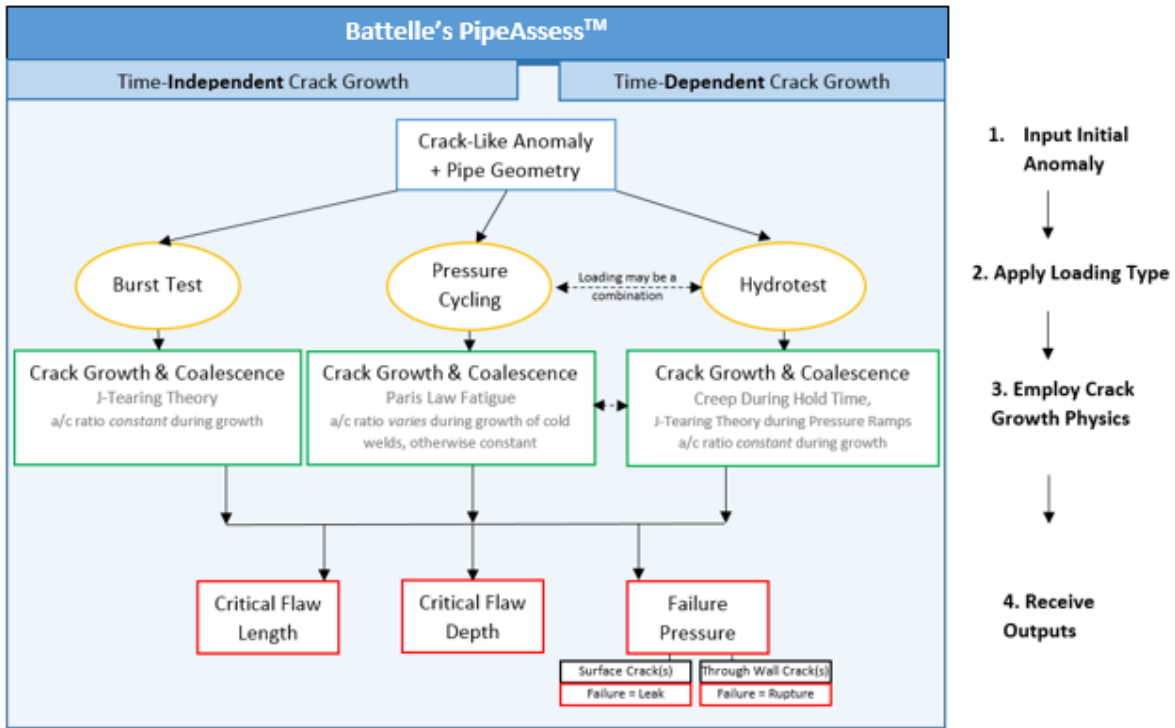 Battelle's PipeAssess™
Time-Independent Crack Growth
Time-Dependent Crack Growth
Crack-Like Anomaly
+ Pipe Geometry
1. Input Initial
Anomaly
Burst Test
Pressure
Cycling
Loading may be a
combination
Hydrotest
2. Apply Loading Type
Crack Growth & Coalescence
J-Tearing Theory
a/c ratio constant during growth
Crack Growth & Coalescence
Paris Law Fatigue
a/c ratio varies during growth of cold
welds, otherwise constant
Crack Growth & Coalescence
Creep During Hold Time,
J-Tearing Theory during Pressure Ramps
a/c ratio constant during growth
3. Employ Crack
Growth Physics
Critical Flaw
Length
Critical Flaw
Depth
Failure
Pressure
Surface Crack(s)
Failure = Leak
Through Wall Crack(s)
Failure = Rupture
4. Receive
Outputs